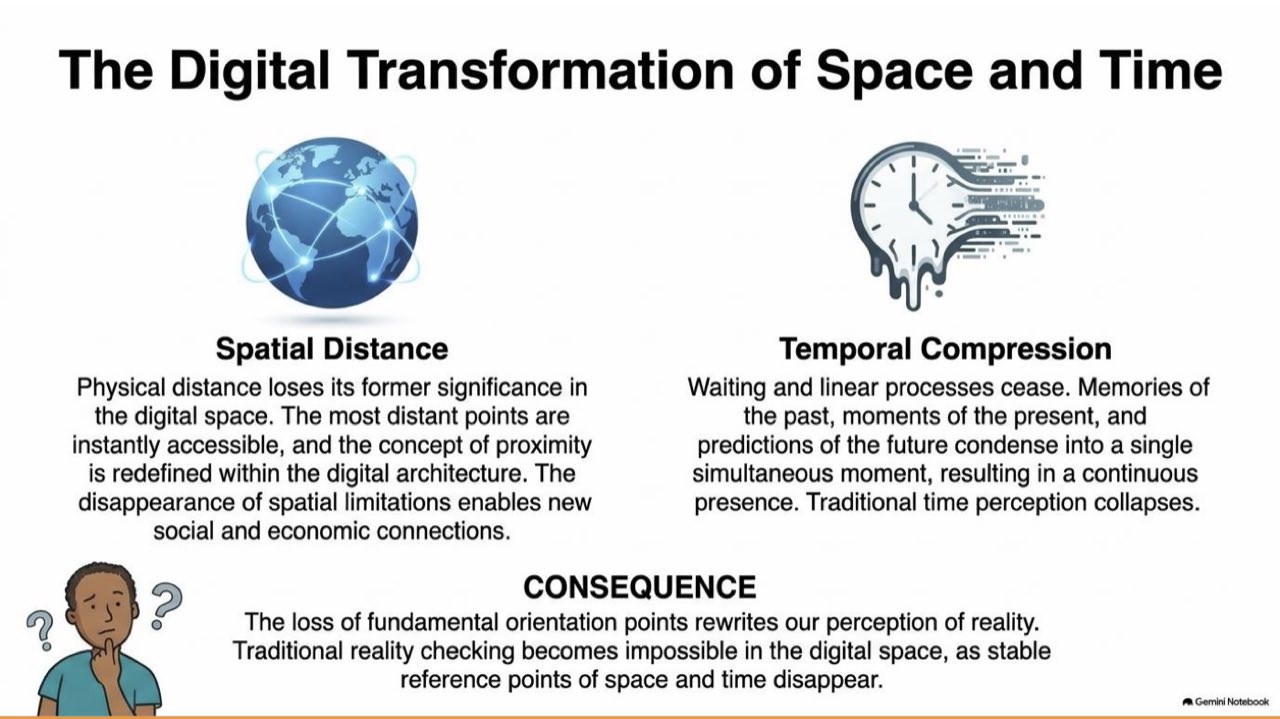 The Digital Transformation of Space and Time
Spatial Distance
Physical distance loses its former significance in
the digital space. The most distant points are
instantly accessible, and the concept of proximity
is redefined within the digital architecture. The
disappearance of spatial limitations enables new
social and economic connections.
Temporal Compression
Waiting and linear processes cease. Memories of
the past, moments of the present, and
predictions of the future condense into a single
simultaneous moment, resulting in a continuous
presence. Traditional time perception collapses.
? ?
CONSEQUENCE
The loss of fundamental orientation points rewrites our perception of reality.
Traditional reality checking becomes impossible in the digital space, as stable
reference points of space and time disappear.
Gemini Notebook